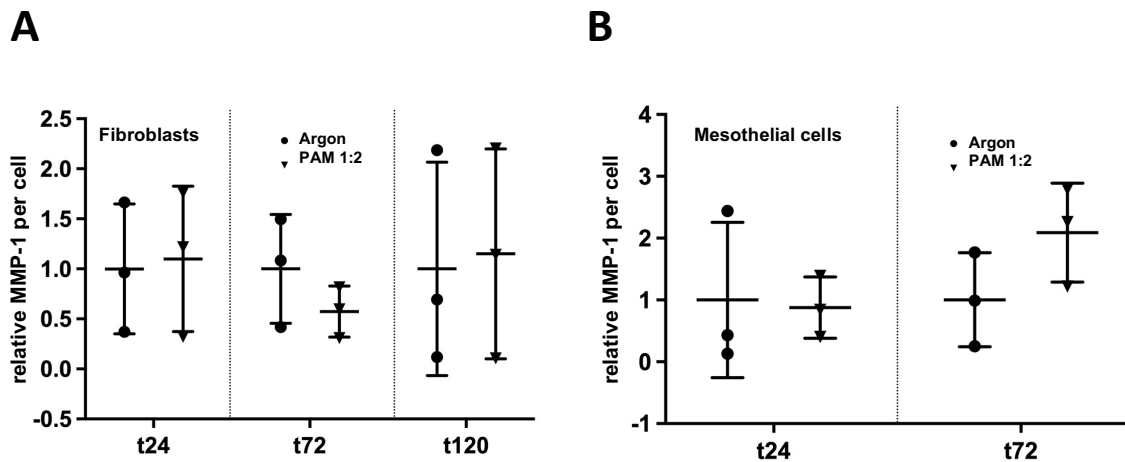 A
relative MMP-1 per cell
2.5
2.0
1.5
1.0
0.5
0.0
-0.5
Fibroblasts
Argon
PAM 1:2
t24
t72
t120
B
relative MMP-1 per cell
4
3
2
1
0
-1
Mesothelial cells
Argon
PAM 1:2
t24
t72